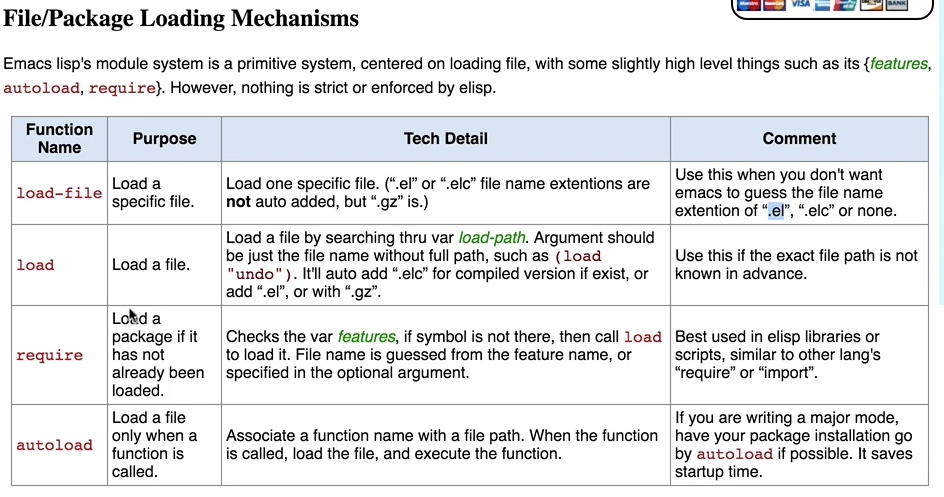 File/Package Loading Mechanisms
VISA
BANK
Emacs lisp's module system is a primitive system, centered on loading file, with some slightly high level things such as its {features,
autoload, require}. However, nothing is strict or enforced by elisp.
Function
Name
Purpose
Tech Detail
Comment
load-file
Load a
specific file.
Load one specific file. (“.el” or “.elc” file name extentions are
not auto added, but “.gz” is.)
Use this when you don't want
emacs to guess the file name
extention of “.el”, “.elc” or none.
load
Load a file.
Load a file by searching thru var load-path. Argument should
be just the file name without full path, such as (load
"undo"). It'll auto add “.elc” for compiled version if exist, or
add “.el”, or with “.gz”.
Use this if the exact file path is not
known in advance.
require
Load a
package if it
has not
already been
loaded.
Checks the var features, if symbol is not there, then call load
to load it. File name is guessed from the feature name, or
specified in the optional argument.
Best used in elisp libraries or
scripts, similar to other lang's
“require” or “import”.
autoload
Load a file
only when a
function is
called.
Associate a function name with a file path. When the function
is called, load the file, and execute the function.
If you are writing a major mode,
have your package installation go
by autoload if possible. It saves
startup time.